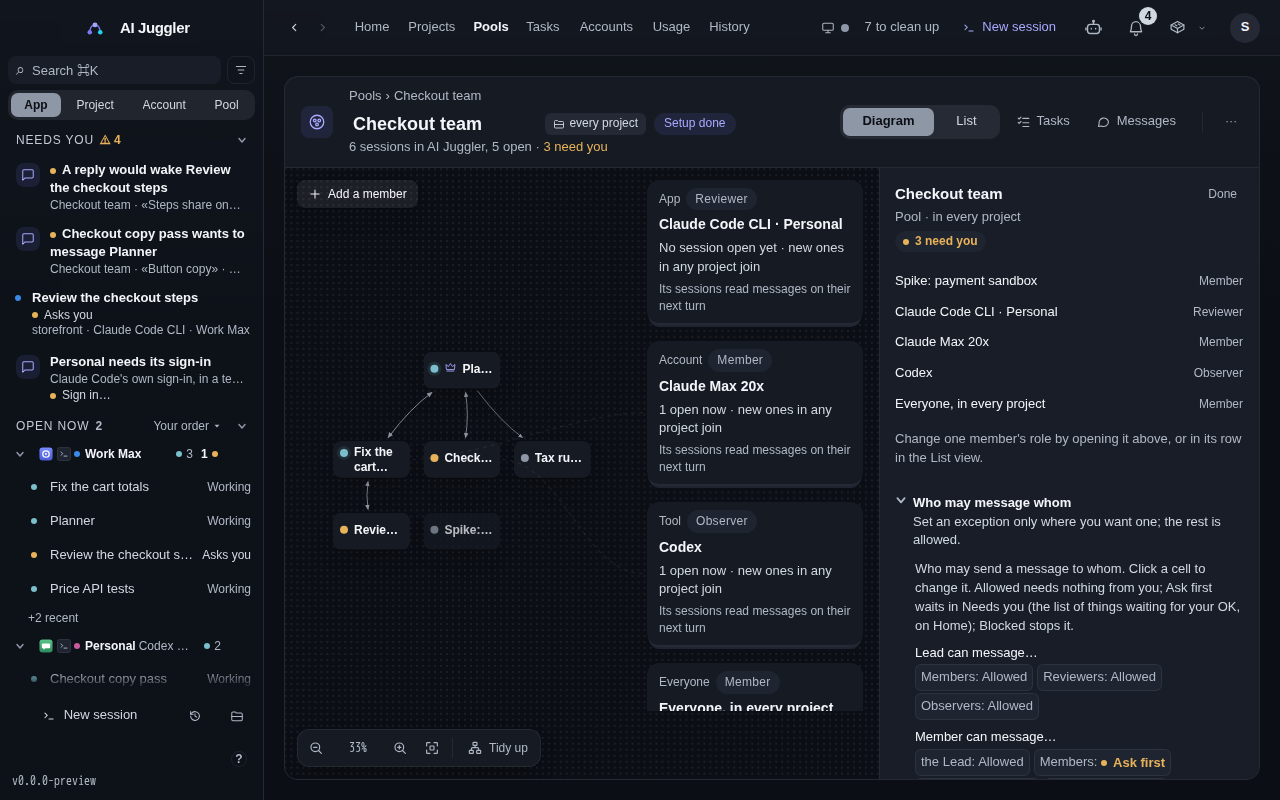 AI Juggler
Search ⌘K
App
Project
Account
Pool
NEEDS YOU 4
A reply would wake Review the checkout steps
Checkout team · «Steps share on…
Checkout copy pass wants to message Planner
Checkout team · «Button copy» · …
Review the checkout steps
Asks you
storefront · Claude Code CLI · Work Max
Personal needs its sign-in
Claude Code's own sign-in, in a te…
Sign in…
OPEN NOW 2
Your order
Work Max
3
1
Fix the cart totals
Working
Planner
Working
Review the checkout s…
Asks you
Price API tests
Working
+2 recent
Personal Codex …
2
Checkout copy pass
Working
New session
?
v0.0.0-preview
Home
Projects
Pools
Tasks
Accounts
Usage
History
7 to clean up
New session
4
S
Pools › Checkout team
Checkout team
every project
Setup done
6 sessions in AI Juggler, 5 open · 3 need you
Diagram
List
Tasks
Messages
…
Add a member
Pla…
Fix the cart…
Check…
Tax ru…
Revie…
Spike:…
App
Reviewer
Claude Code CLI · Personal
No session open yet · new ones
in any project join
Its sessions read messages on their
next turn
Account
Member
Claude Max 20x
1 open now · new ones in any
project join
Its sessions read messages on their
next turn
Tool
Observer
Codex
1 open now · new ones in any
project join
Its sessions read messages on their
next turn
Everyone
Member
Everyone, in every project
33%
Tidy up
Checkout team
Done
Pool · in every project
3 need you
Spike: payment sandbox
Member
Claude Code CLI · Personal
Reviewer
Claude Max 20x
Member
Codex
Observer
Everyone, in every project
Member
Change one member's role by opening it above, or in its row
in the List view.
Who may message whom
Set an exception only where you want one; the rest is
allowed.
Who may send a message to whom. Click a cell to
change it. Allowed needs nothing from you; Ask first
waits in Needs you (the list of things waiting for your OK,
on Home); Blocked stops it.
Lead can message…
Members: Allowed
Reviewers: Allowed
Observers: Allowed
Member can message…
the Lead: Allowed
Members: Ask first